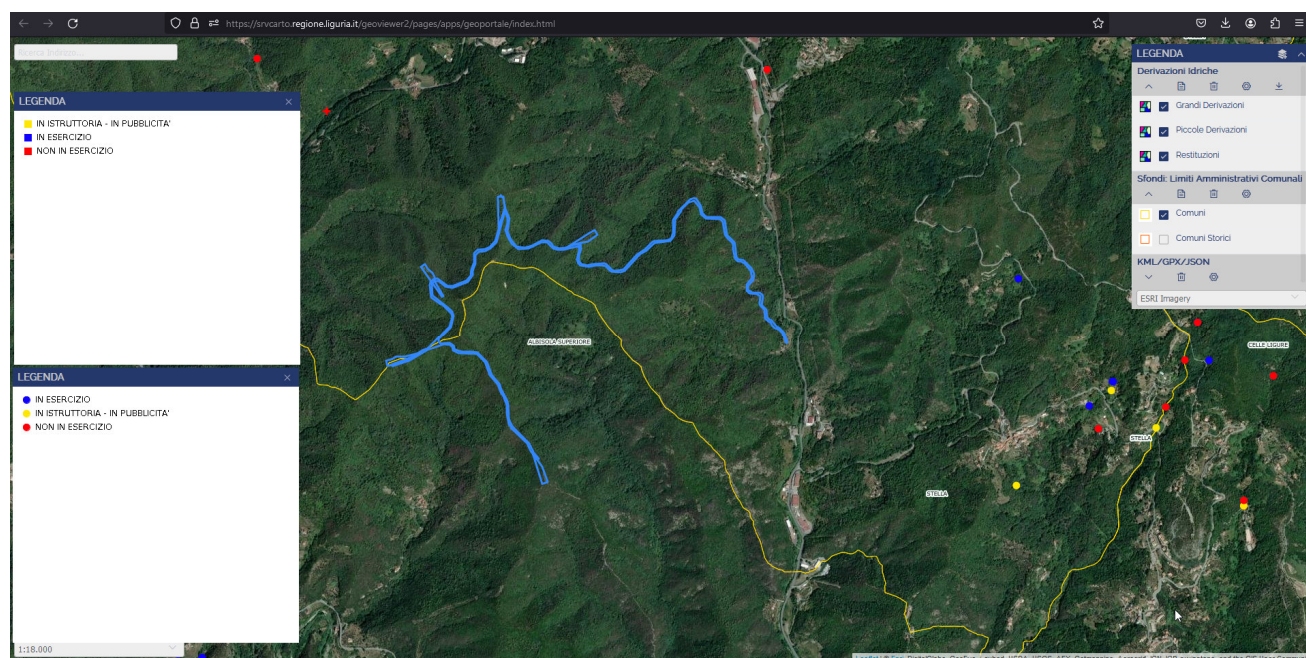 https://srvcarto.regione.liguria.it/geoviewer2/pages/apps/geoportale/index.html
Ricerca Indirizzo...
LEGENDA
IN ISTRUTTORIA - IN PUBBLICITA'
IN ESERCIZIO
NON IN ESERCIZIO
LEGENDA
IN ESERCIZIO
IN ISTRUTTORIA - IN PUBBLICITA'
NON IN ESERCIZIO
1:18.000
ALBISOLA SUPERIORE
STELLA
STELLA
CELLE LIGURE
LEGENDA
Derivazioni Idriche
Grandi Derivazioni
Piccole Derivazioni
Restituzioni
Sfondi: Limiti Amministrativi Comunali
Comuni
Comuni Storici
KML/GPX/JSON
ESRI Imagery